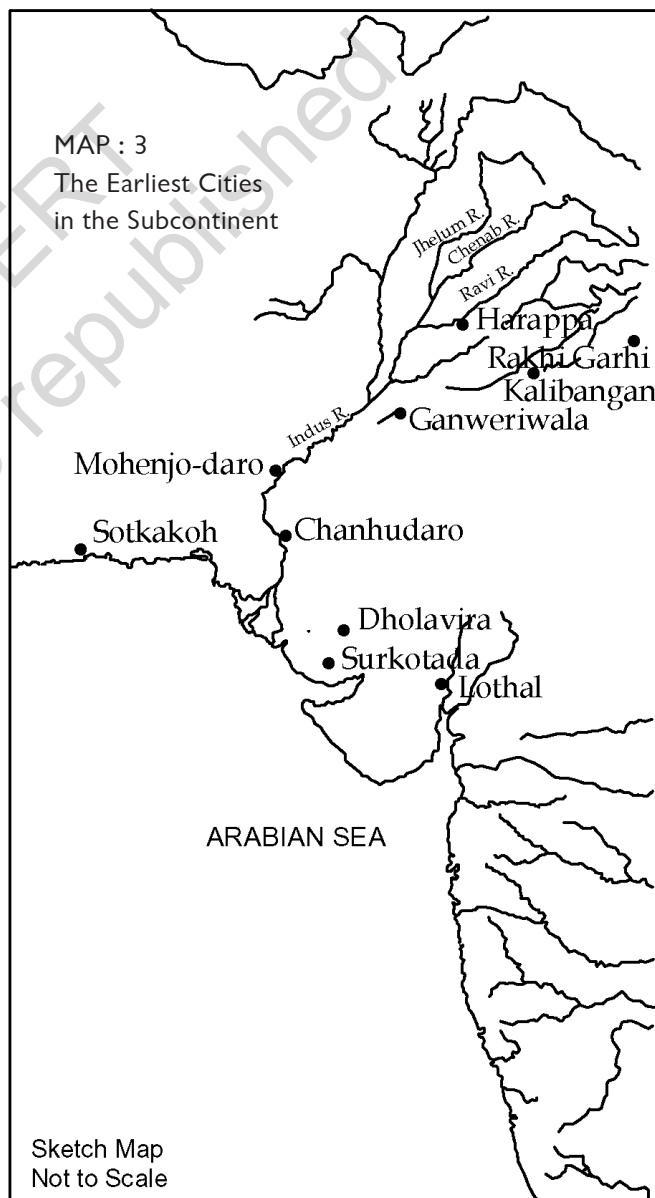 MAP : 3
The Earliest Cities
in the Subcontinent
Jhelum R.
Chenab R.
Ravi R.
Harappa
Rakhi Garhi
Kalibangan
Ganweriwala
Indus R.
Mohenjo-daro
Sotkakoh
Chanhudaro
Dholavira
Surkotada
Lothal
ARABIAN SEA
Sketch Map
Not to Scale
republished